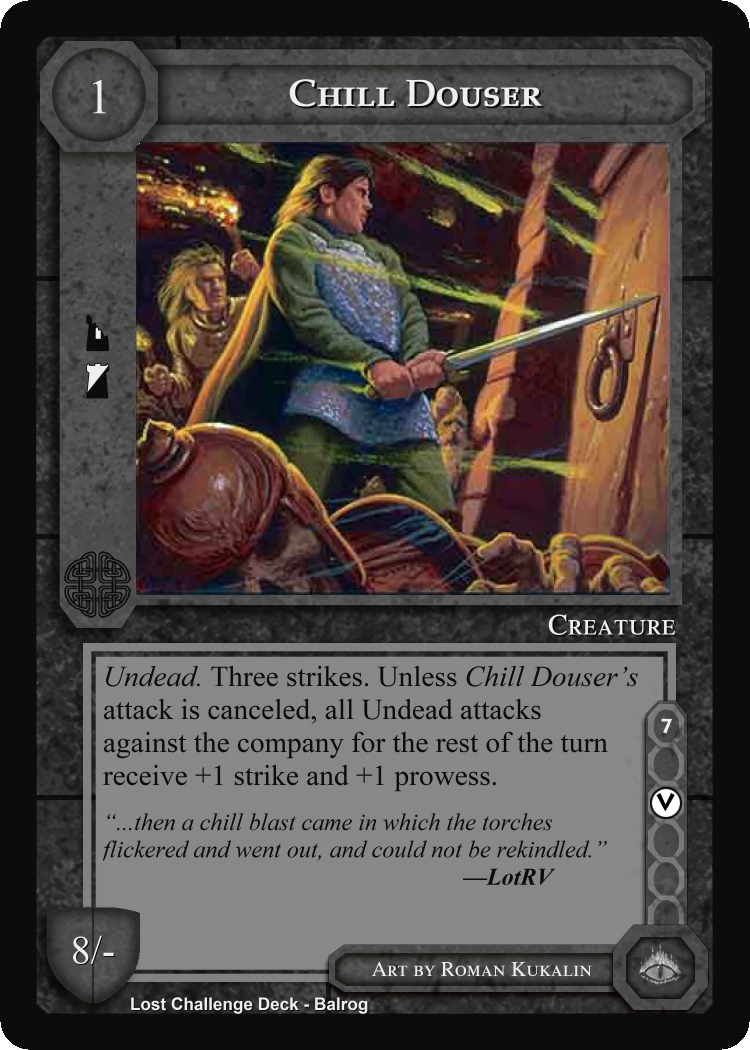 1
Chill Douser
Creature
Undead. Three strikes. Unless Chill Douser's
attack is canceled, all Undead attacks
against the company for the rest of the turn
receive +1 strike and +1 prowess.
7
V
“...then a chill blast came in which the torches
flickered and went out, and could not be rekindled.”
—LotRV
8/-
Art by Roman Kukalin
Lost Challenge Deck - Balrog